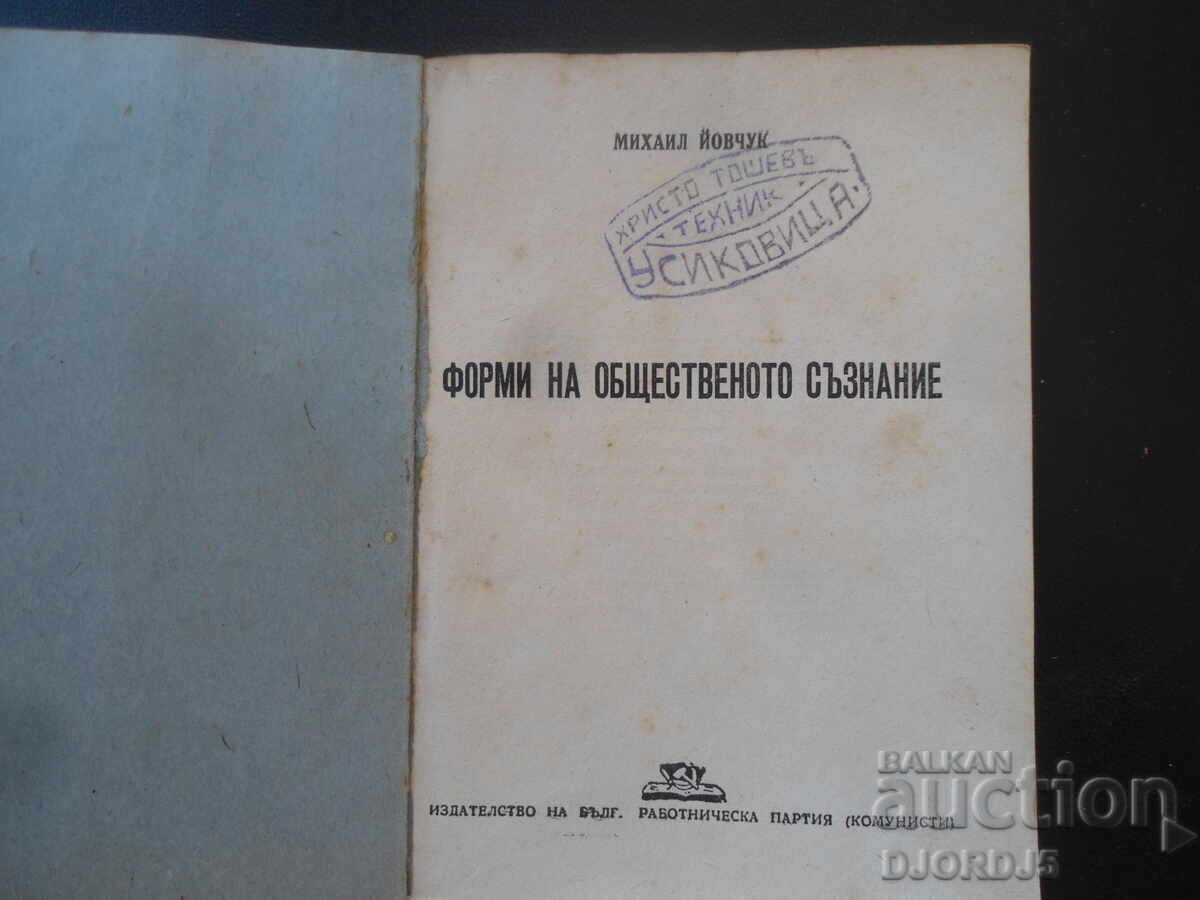 МИХАИЛ ЙОВЧУК
ХРИСТО ТОШЕВЪ
ТЕХНИК
УСИКОВИЦА.
ФОРМИ НА ОБЩЕСТВЕНОТО СЪЗНАНИЕ
ИЗДАТЕЛСТВО НА БЪЛГ. РАБОТНИЧЕСКА ПАРТИЯ (КОМУНИСТИ)
BALKAN
auction
DJORDJ5